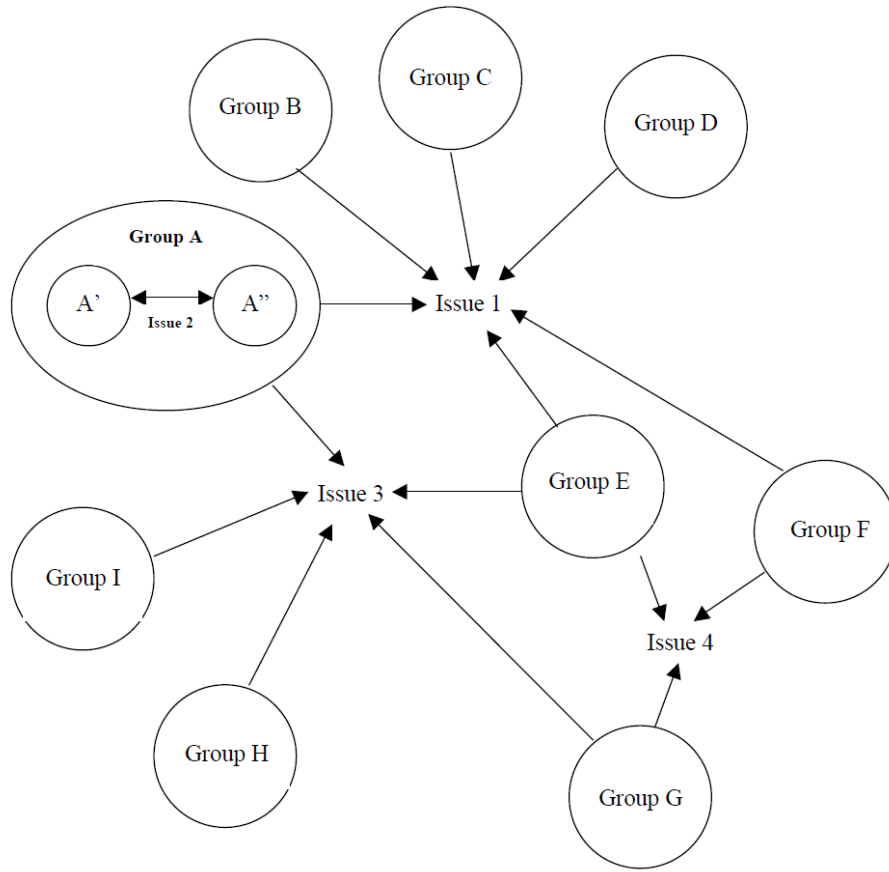 Group C
Group B
Group D
Group A
A’
A”
Issue 2
Issue 1
Group E
Issue 3
Group F
Group I
Issue 4
Group H
Group G